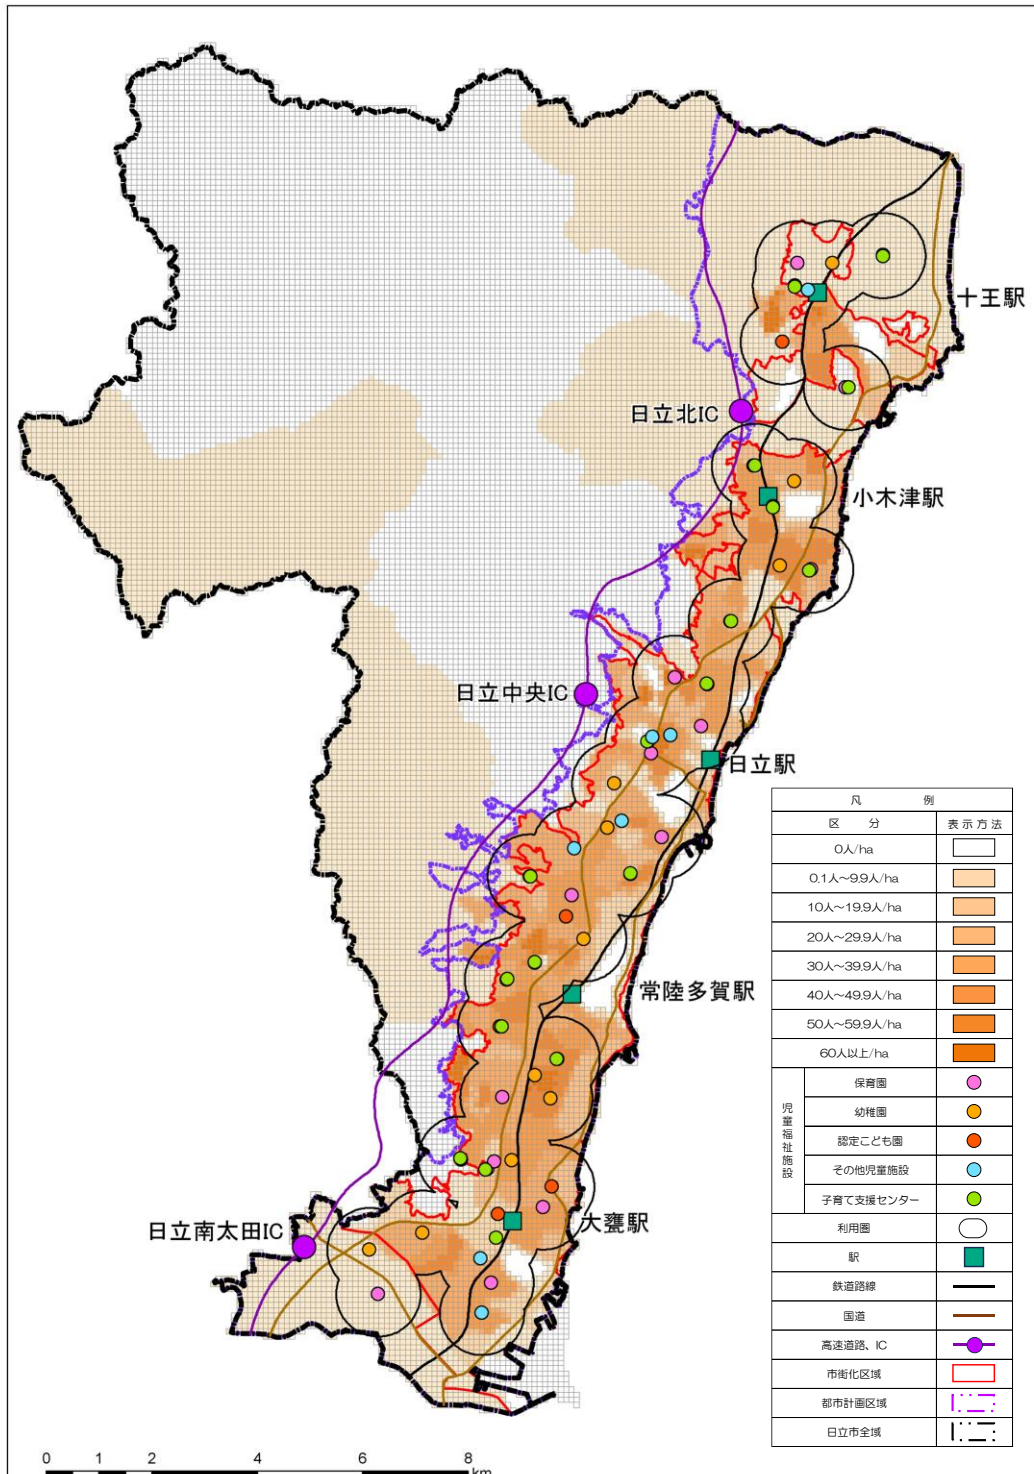 十王駅
日立北IC
小木津駅
日立中央IC
日立駅
常陸多賀駅
日立南太田IC
大甕駅
凡 例
区 分 表示方法
0人/ha
0.1人～9.9人/ha
10人～19.9人/ha
20人～29.9人/ha
30人～39.9人/ha
40人～49.9人/ha
50人～59.9人/ha
60人以上/ha
児童福祉施設
保育園
幼稚園
認定こども園
その他児童施設
子育て支援センター
利用圏
駅
鉄道路線
国道
高速道路、IC
市街化区域
都市計画区域
日立市全域
0 1 2 4 6 8
km